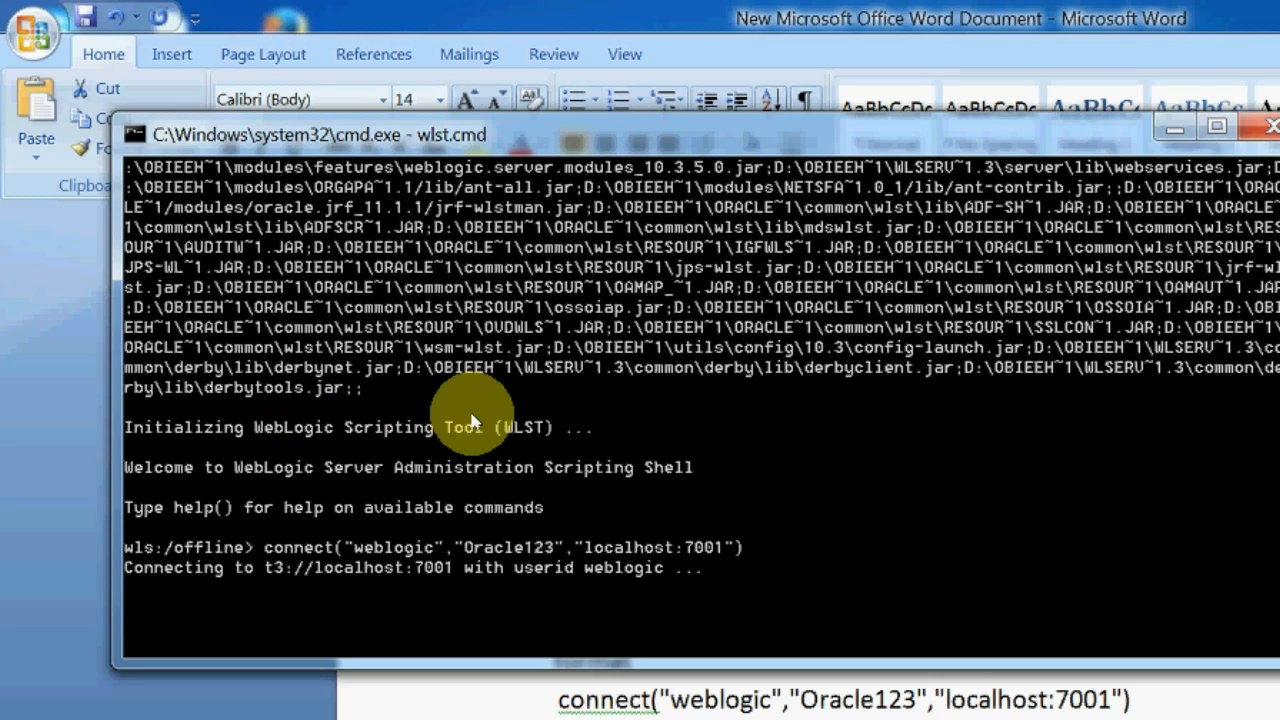 New Microsoft Office Word Document - Microsoft Word
Home Insert Page Layout References Mailings Review View
Cut
Calibri (Body) 14
AaBbCcDc AaBbCcDc AaBbC AaBbCc
Paste
C:\Windows\system32\cmd.exe - wlst.cmd
:\OBIEEH~1\modules\features\weblogic.server.modules_10.3.5.0.jar;D:\OBIEEH~1\WLSERV~1.3\server\lib\webservices.jar;D
:\OBIEEH~1\modules\ORGAPA~1.1/lib/ant-all.jar;D:\OBIEEH~1\modules\NETSFA~1.0_1/lib/ant-contrib.jar;;D:\OBIEEH~1\ORAC
LE~1/modules/oracle.jrf_11.1.1/jrf-wlstman.jar;D:\OBIEEH~1\ORACLE~1\common\wlst\lib\ADF-SH~1.JAR;D:\OBIEEH~1\ORACLE~
1\common\wlst\lib\ADFSCR~1.JAR;D:\OBIEEH~1\ORACLE~1\common\wlst\lib\mdswlst.jar;D:\OBIEEH~1\ORACLE~1\common\wlst\RES
OUR~1\AUDITW~1.JAR;D:\OBIEEH~1\ORACLE~1\common\wlst\RESOUR~1\IGFWLS~1.JAR;D:\OBIEEH~1\ORACLE~1\common\wlst\RESOUR~1\
JPS-WL~1.JAR;D:\OBIEEH~1\ORACLE~1\common\wlst\RESOUR~1\jps-wlst.jar;D:\OBIEEH~1\ORACLE~1\common\wlst\RESOUR~1\jrf-wl
st.jar;D:\OBIEEH~1\ORACLE~1\common\wlst\RESOUR~1\OAMAP_~1.JAR;D:\OBIEEH~1\ORACLE~1\common\wlst\RESOUR~1\OAMAUT~1.JAR
;D:\OBIEEH~1\ORACLE~1\common\wlst\RESOUR~1\ossoiap.jar;D:\OBIEEH~1\ORACLE~1\common\wlst\RESOUR~1\OSSOIA~1.JAR;D:\OBI
EEH~1\ORACLE~1\common\wlst\RESOUR~1\OVDWLS~1.JAR;D:\OBIEEH~1\ORACLE~1\common\wlst\RESOUR~1\SSLCON~1.JAR;D:\OBIEEH~1\
ORACLE~1\common\wlst\RESOUR~1\wsm-wlst.jar;D:\OBIEEH~1\utils\config\10.3\config-launch.jar;D:\OBIEEH~1\WLSERV~1.3\co
mmon\derby\lib\derbynet.jar;D:\OBIEEH~1\WLSERV~1.3\common\derby\lib\derbyclient.jar;D:\OBIEEH~1\WLSERV~1.3\common\de
rby\lib\derbytools.jar;;
Initializing WebLogic Scripting Tool (WLST) ...
Welcome to WebLogic Server Administration Scripting Shell
Type help() for help on available commands
wls:/offline> connect("weblogic","Oracle123","localhost:7001")
Connecting to t3://localhost:7001 with userid weblogic ...
connect("weblogic","Oracle123","localhost:7001")